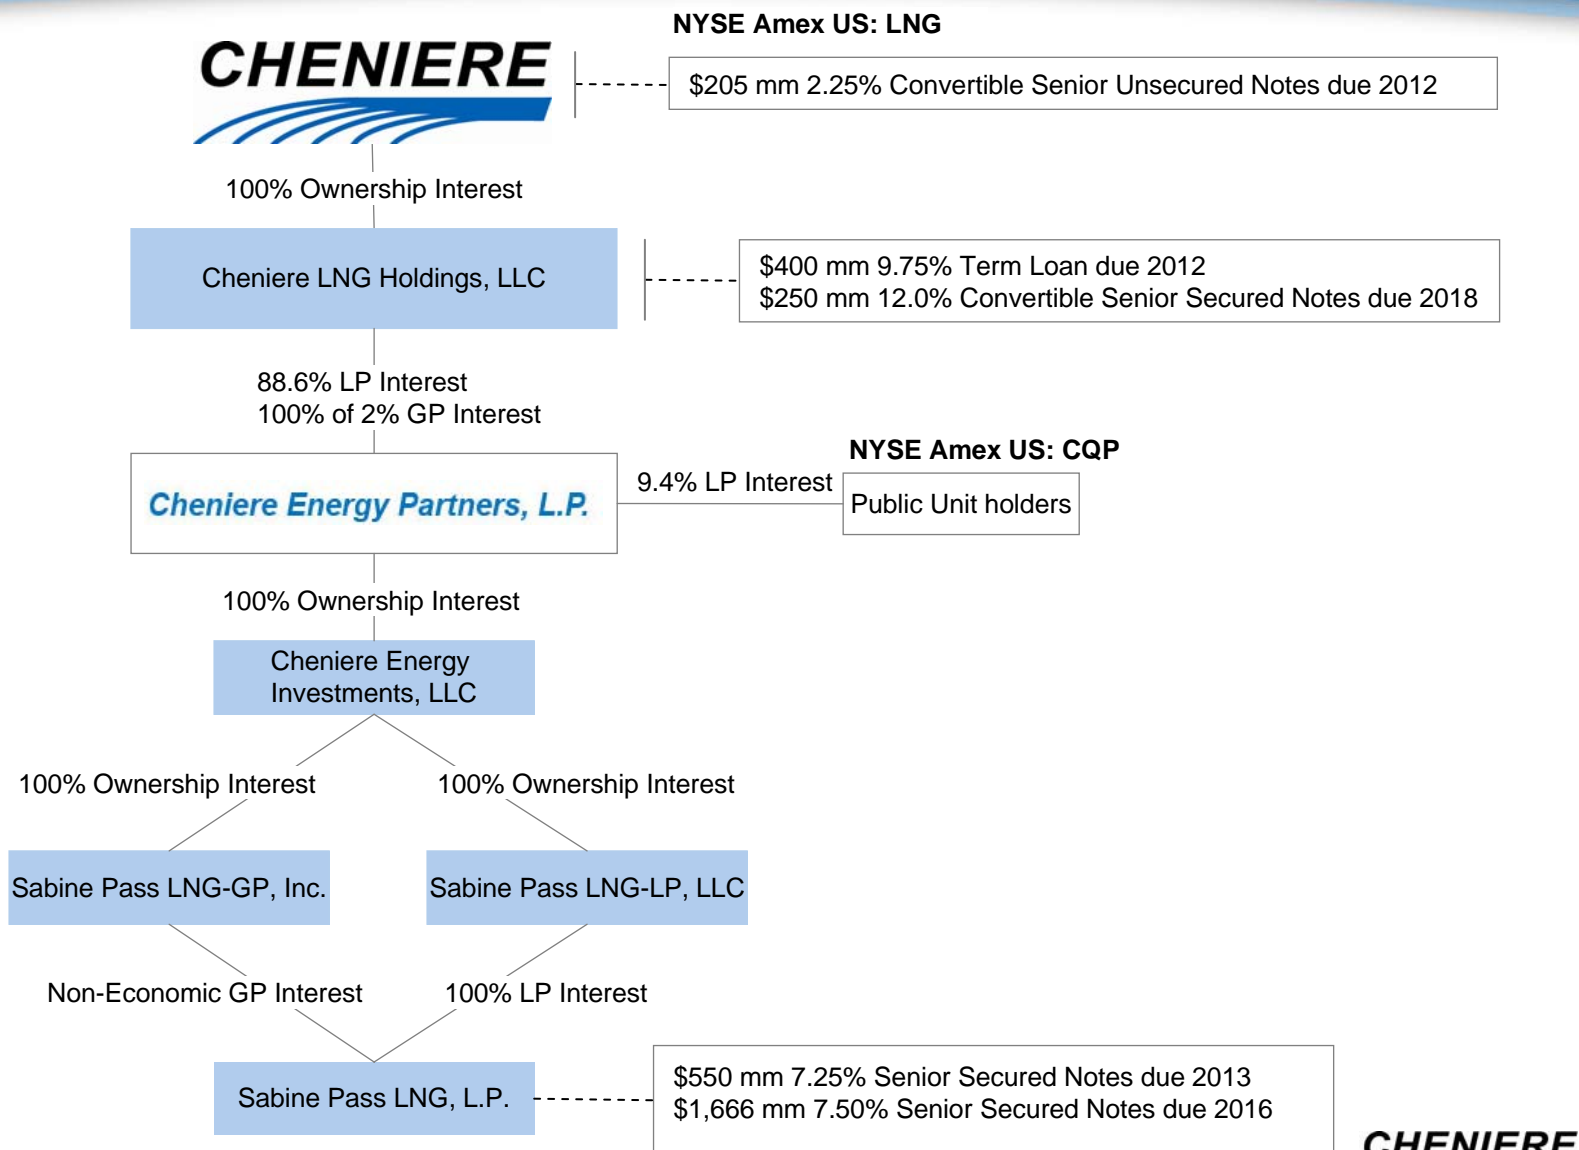 NYSE Amex US: LNG
CHENIERE
$205 mm 2.25% Convertible Senior Unsecured Notes due 2012
100% Ownership Interest
Cheniere LNG Holdings, LLC
$400 mm 9.75% Term Loan due 2012
$250 mm 12.0% Convertible Senior Secured Notes due 2018
88.6% LP Interest
100% of 2% GP Interest
NYSE Amex US: CQP
Cheniere Energy Partners, L.P.
9.4% LP Interest
Public Unit holders
100% Ownership Interest
Cheniere Energy
Investments, LLC
100% Ownership Interest
100% Ownership Interest
Sabine Pass LNG-GP, Inc.
Sabine Pass LNG-LP, LLC
Non-Economic GP Interest
100% LP Interest
Sabine Pass LNG, L.P.
$550 mm 7.25% Senior Secured Notes due 2013
$1,666 mm 7.50% Senior Secured Notes due 2016
CHENIERE